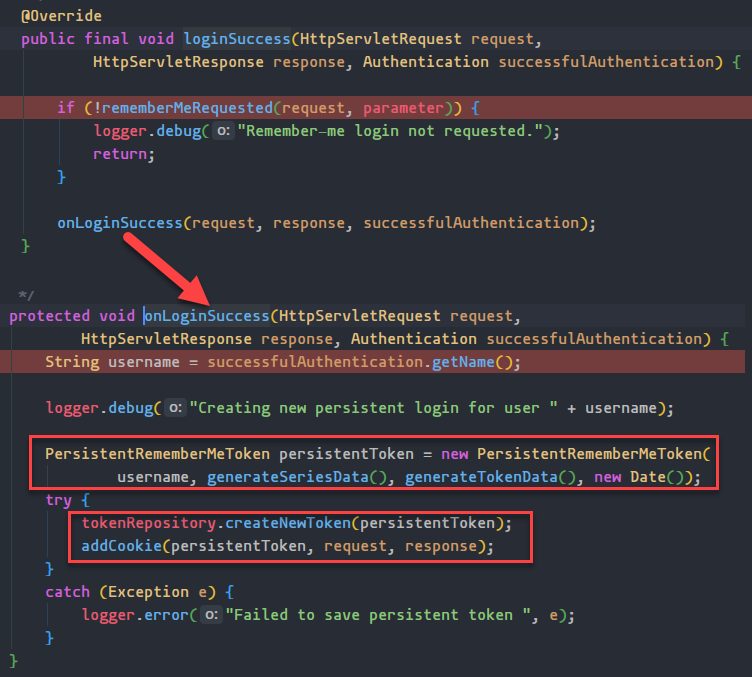 @Override
public final void loginSuccess(HttpServletRequest request,
HttpServletResponse response, Authentication successfulAuthentication) {
if (!rememberMeRequested(request, parameter)) {
logger.debug( o: "Remember-me login not requested.");
return;
}
onLoginSuccess(request, response, successfulAuthentication);
}
*/
protected void onLoginSuccess(HttpServletRequest request,
HttpServletResponse response, Authentication successfulAuthentication) {
String username = successfulAuthentication.getName();
logger.debug( o: "Creating new persistent login for user " + username);
PersistentRememberMeToken persistentToken = new PersistentRememberMeToken(
username, generateSeriesData(), generateTokenData(), new Date());
try {
tokenRepository.createNewToken(persistentToken);
addCookie(persistentToken, request, response);
}
catch (Exception e) {
logger.error( o: "Failed to save persistent token ", e);
}
}